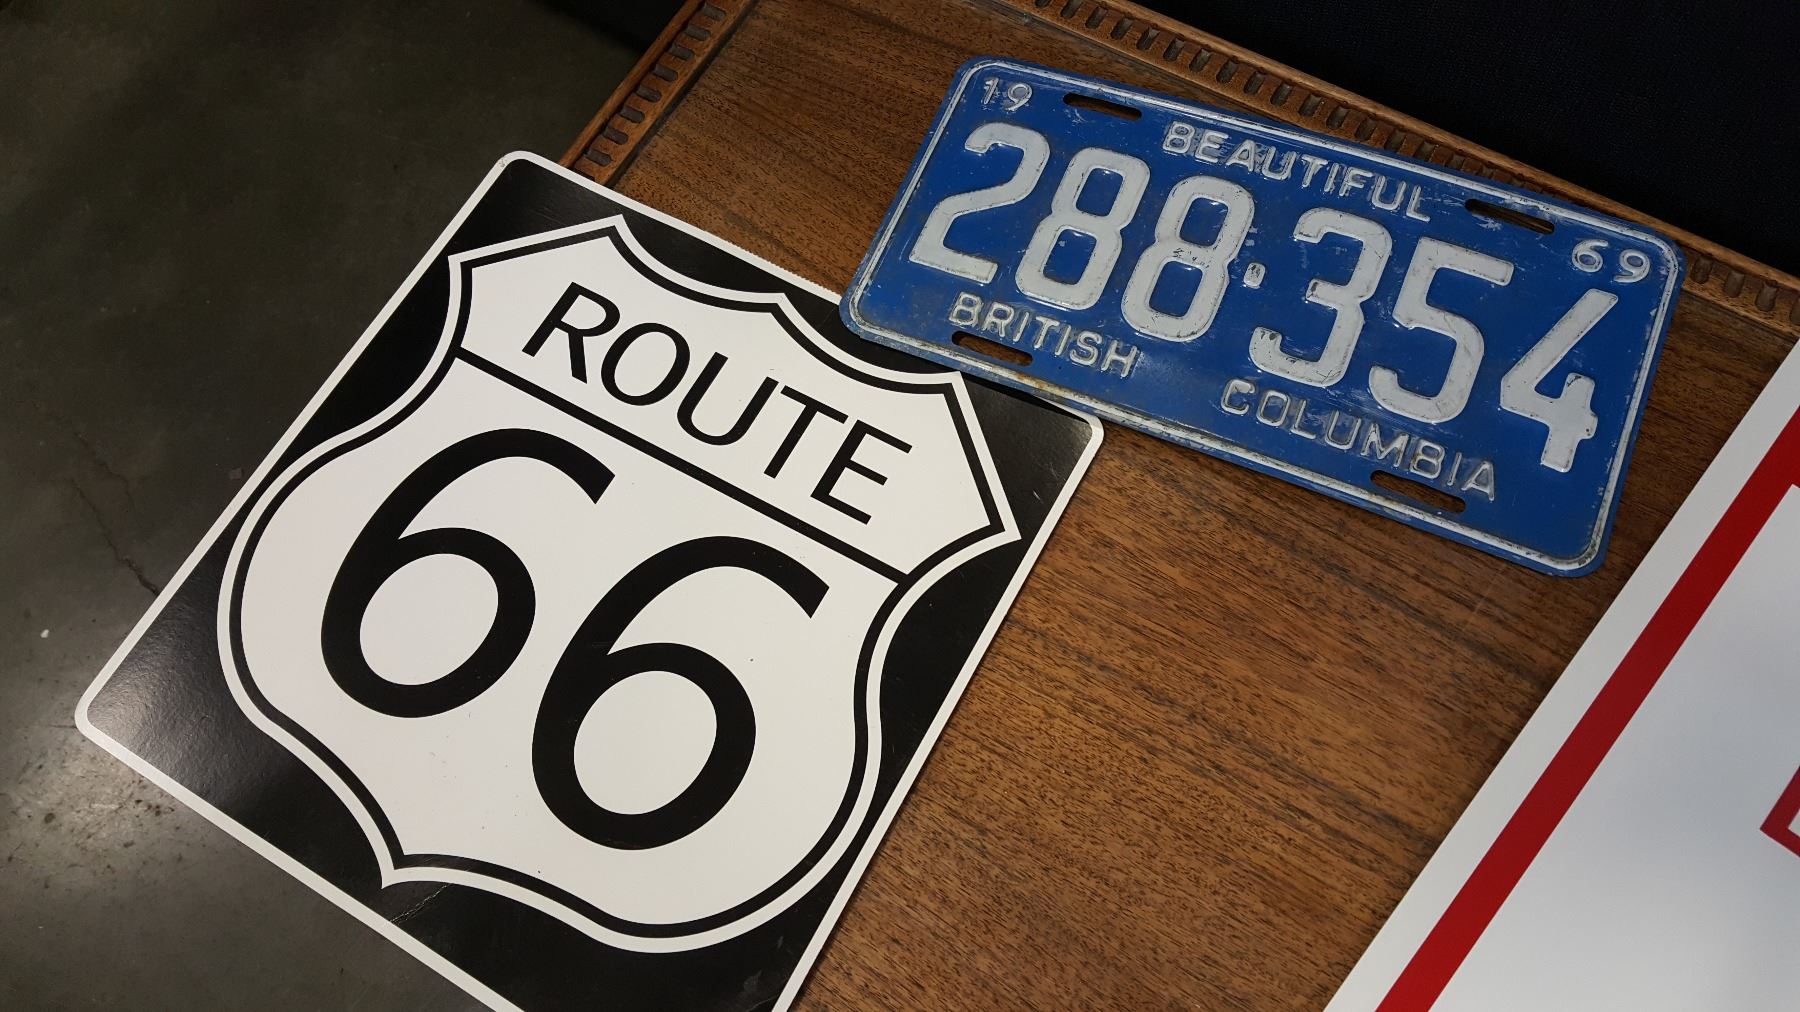 ROUTE
66
19 69
BEAUTIFUL
288·354
BRITISH COLUMBIA